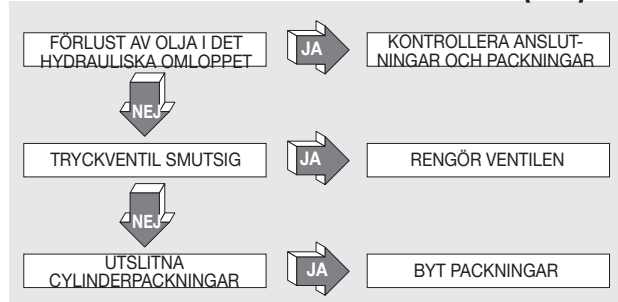 FÖRLUST AV OLJA I DET
HYDRAULISKA OMLOPPET
JA
KONTROLLERA ANSLUT-
NINGAR OCH PACKNINGAR
NEJ
TRYCKVENTIL SMUTSIG
JA
RENGÖR VENTILEN
NEJ
UTSLITNA
CYLINDERPACKNINGAR
JA
BYT PACKNINGAR